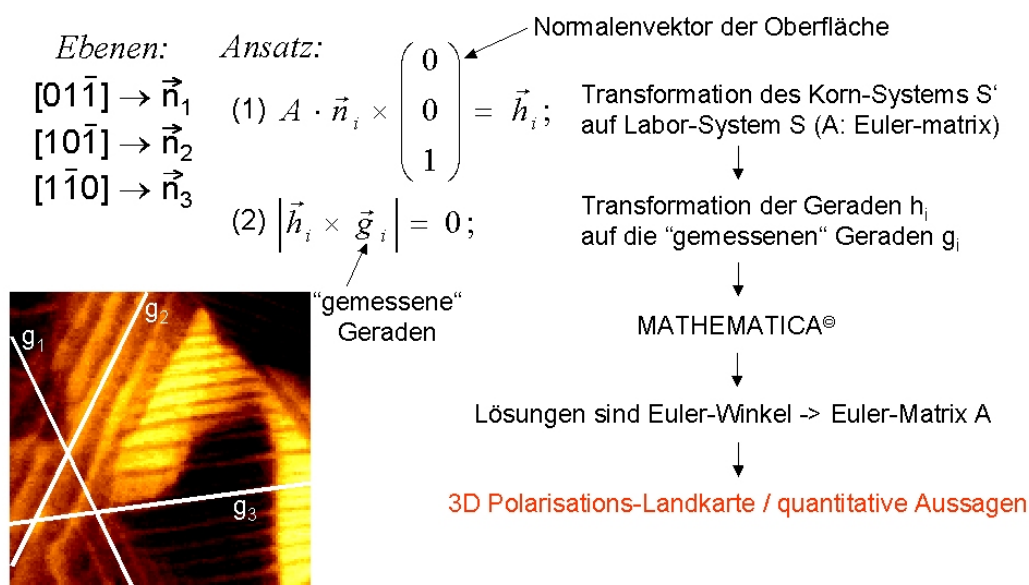 Ebenen:
[011̄] → n⃗₁
[101̄] → n⃗₂
[11̄0] → n⃗₃
Ansatz:
Normalenvektor der Oberfläche
(1) A · n⃗ᵢ × (0 0 1) = h⃗ᵢ;
(2) |h⃗ᵢ × g⃗ᵢ| = 0;
“gemessene“
Geraden
g₁
g₂
g₃
Transformation des Korn-Systems S‘
auf Labor-System S (A: Euler-matrix)
Transformation der Geraden hᵢ
auf die “gemessenen“ Geraden gᵢ
MATHEMATICA®
Lösungen sind Euler-Winkel -> Euler-Matrix A
3D Polarisations-Landkarte / quantitative Aussagen